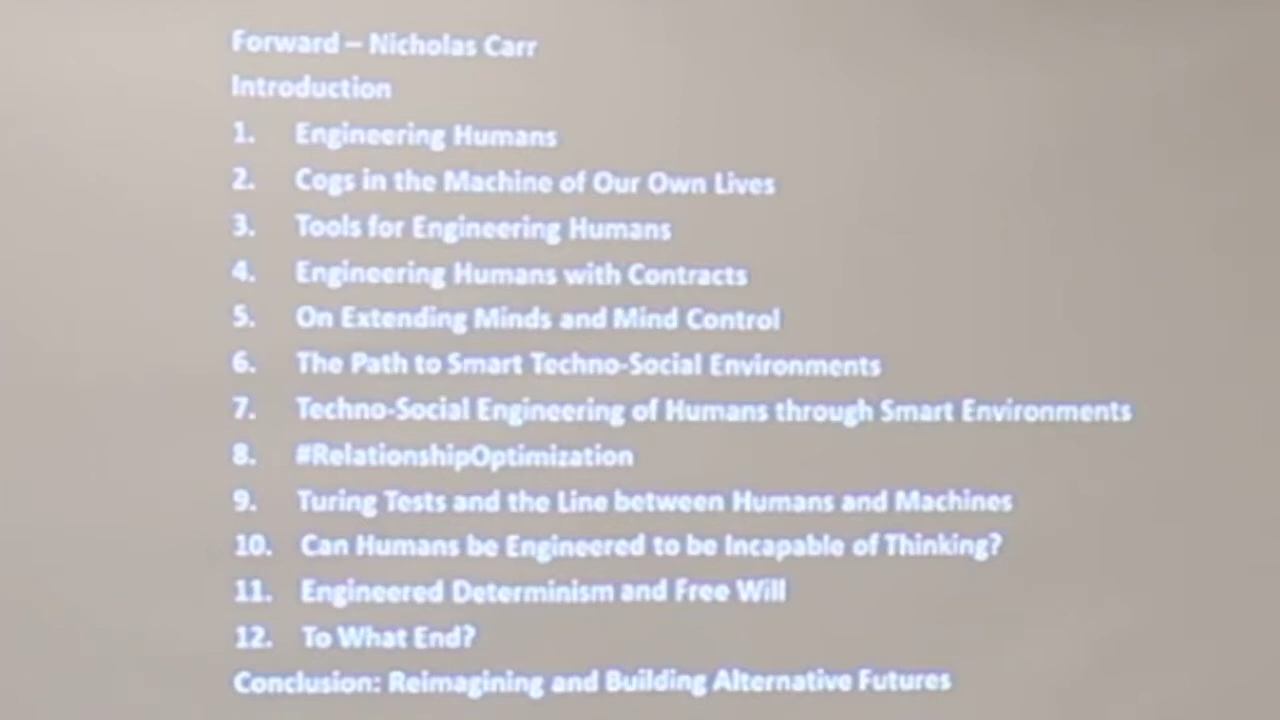 Forward – Nicholas Carr
Introduction
1. Engineering Humans
2. Cogs in the Machine of Our Own Lives
3. Tools for Engineering Humans
4. Engineering Humans with Contracts
5. On Extending Minds and Mind Control
6. The Path to Smart Techno-Social Environments
7. Techno-Social Engineering of Humans through Smart Environments
8. #RelationshipOptimization
9. Turing Tests and the Line between Humans and Machines
10. Can Humans be Engineered to be Incapable of Thinking?
11. Engineered Determinism and Free Will
12. To What End?
Conclusion: Reimagining and Building Alternative Futures